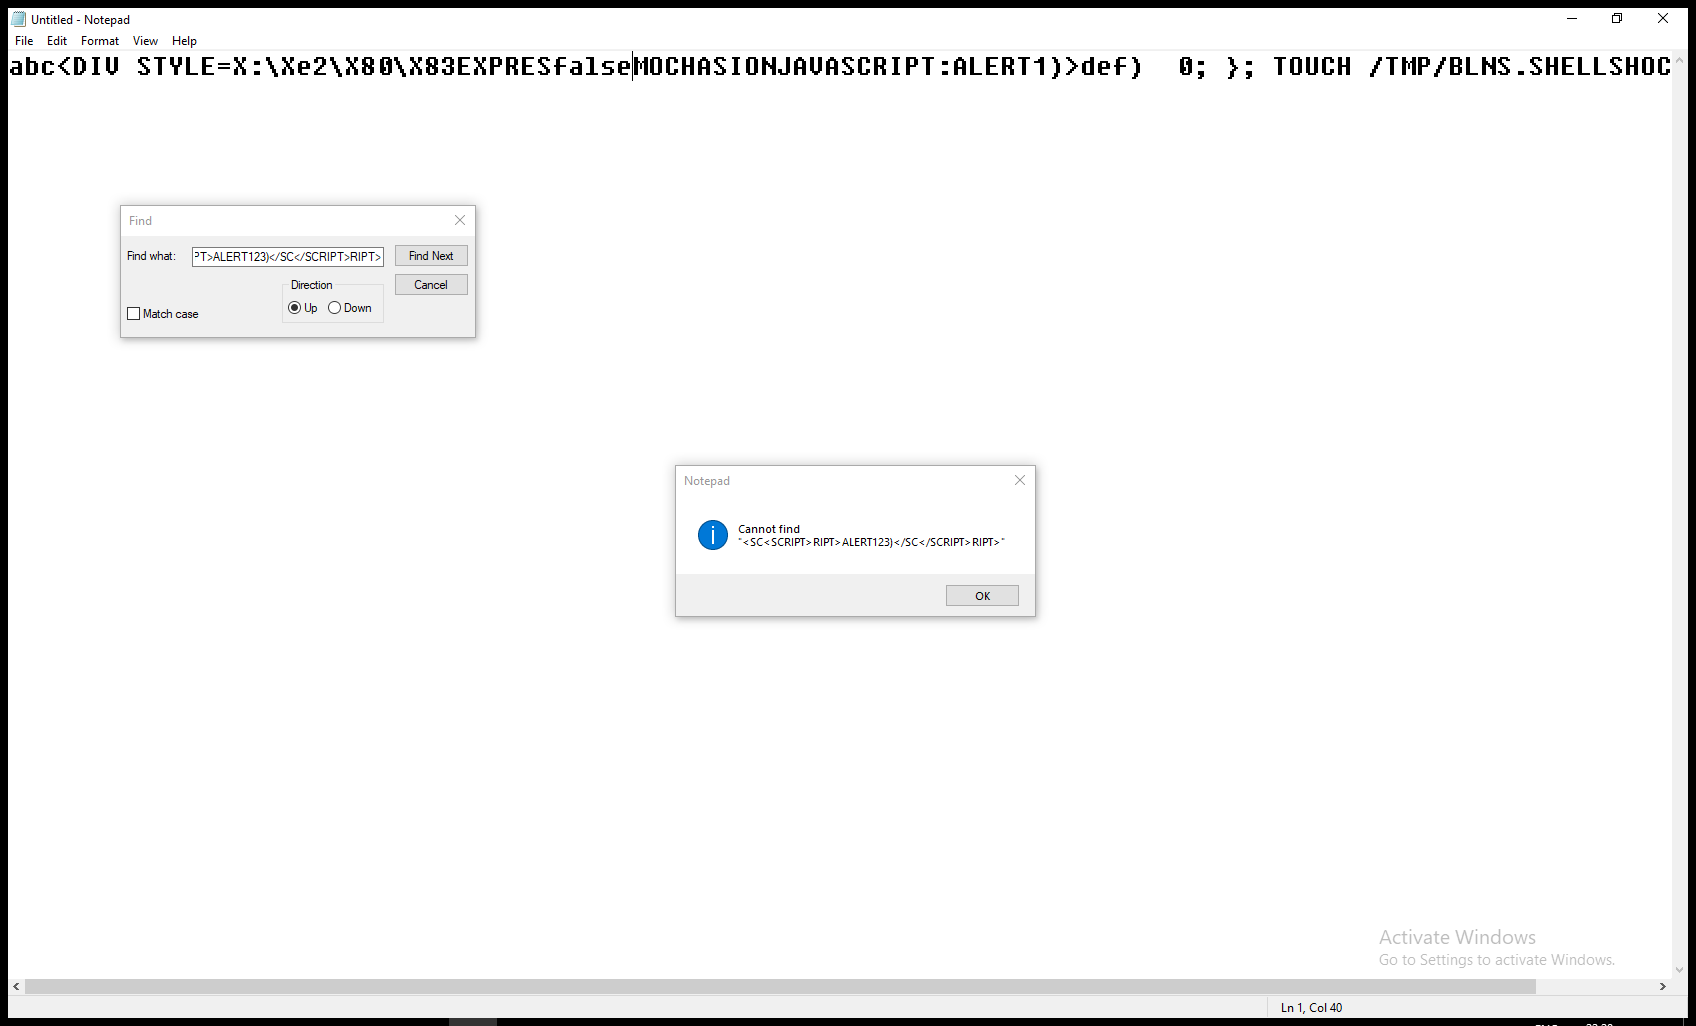 Untitled - Notepad
File Edit Format View Help
abc<DIV STYLE=X:\Xe2\X80\X83EXPRESfalseMOCHASIONJAVASCRIPT:ALERT1)>def)  0; }; TOUCH /TMP/BLNS.SHELLSHOC
Find
Find what: PT>ALERT123)</SC</SCRIPT>RIPT> Find Next
Direction Cancel
Up Down
Match case
Notepad
Cannot find
"<SC<SCRIPT>RIPT>ALERT123)</SC</SCRIPT>RIPT>"
OK
Activate Windows
Go to Settings to activate Windows.
Ln 1, Col 40